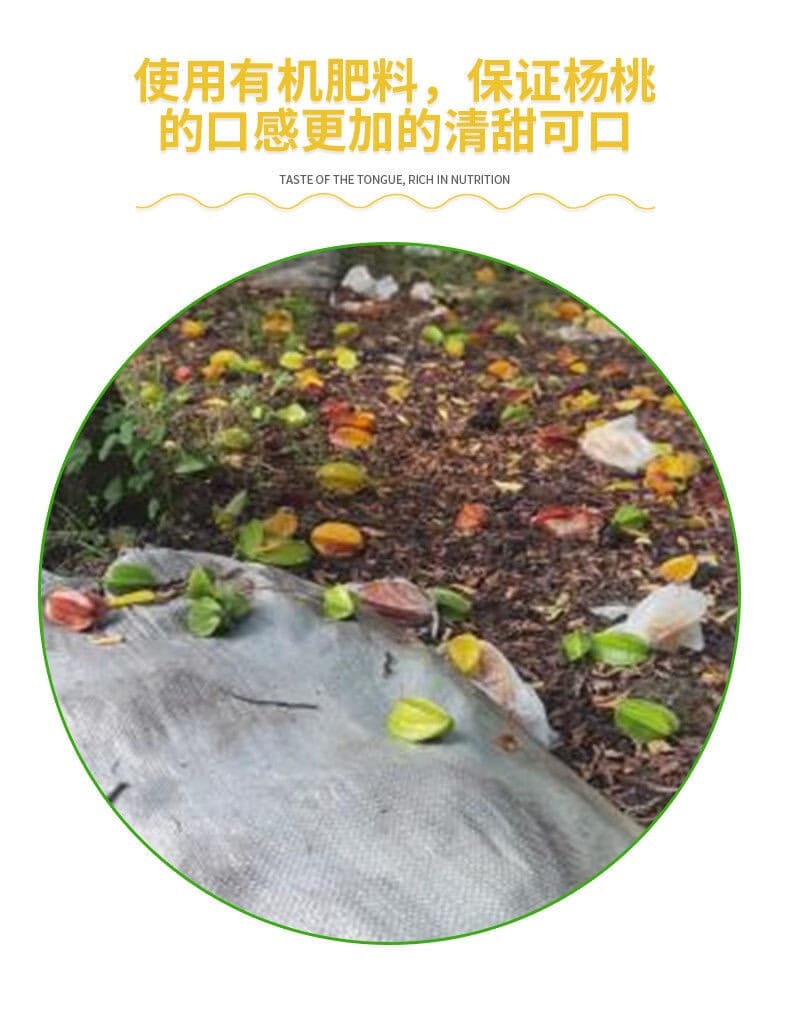 使用有机肥料，保证杨桃
的口感更加的清甜可口
TASTE OF THE TONGUE, RICH IN NUTRITION